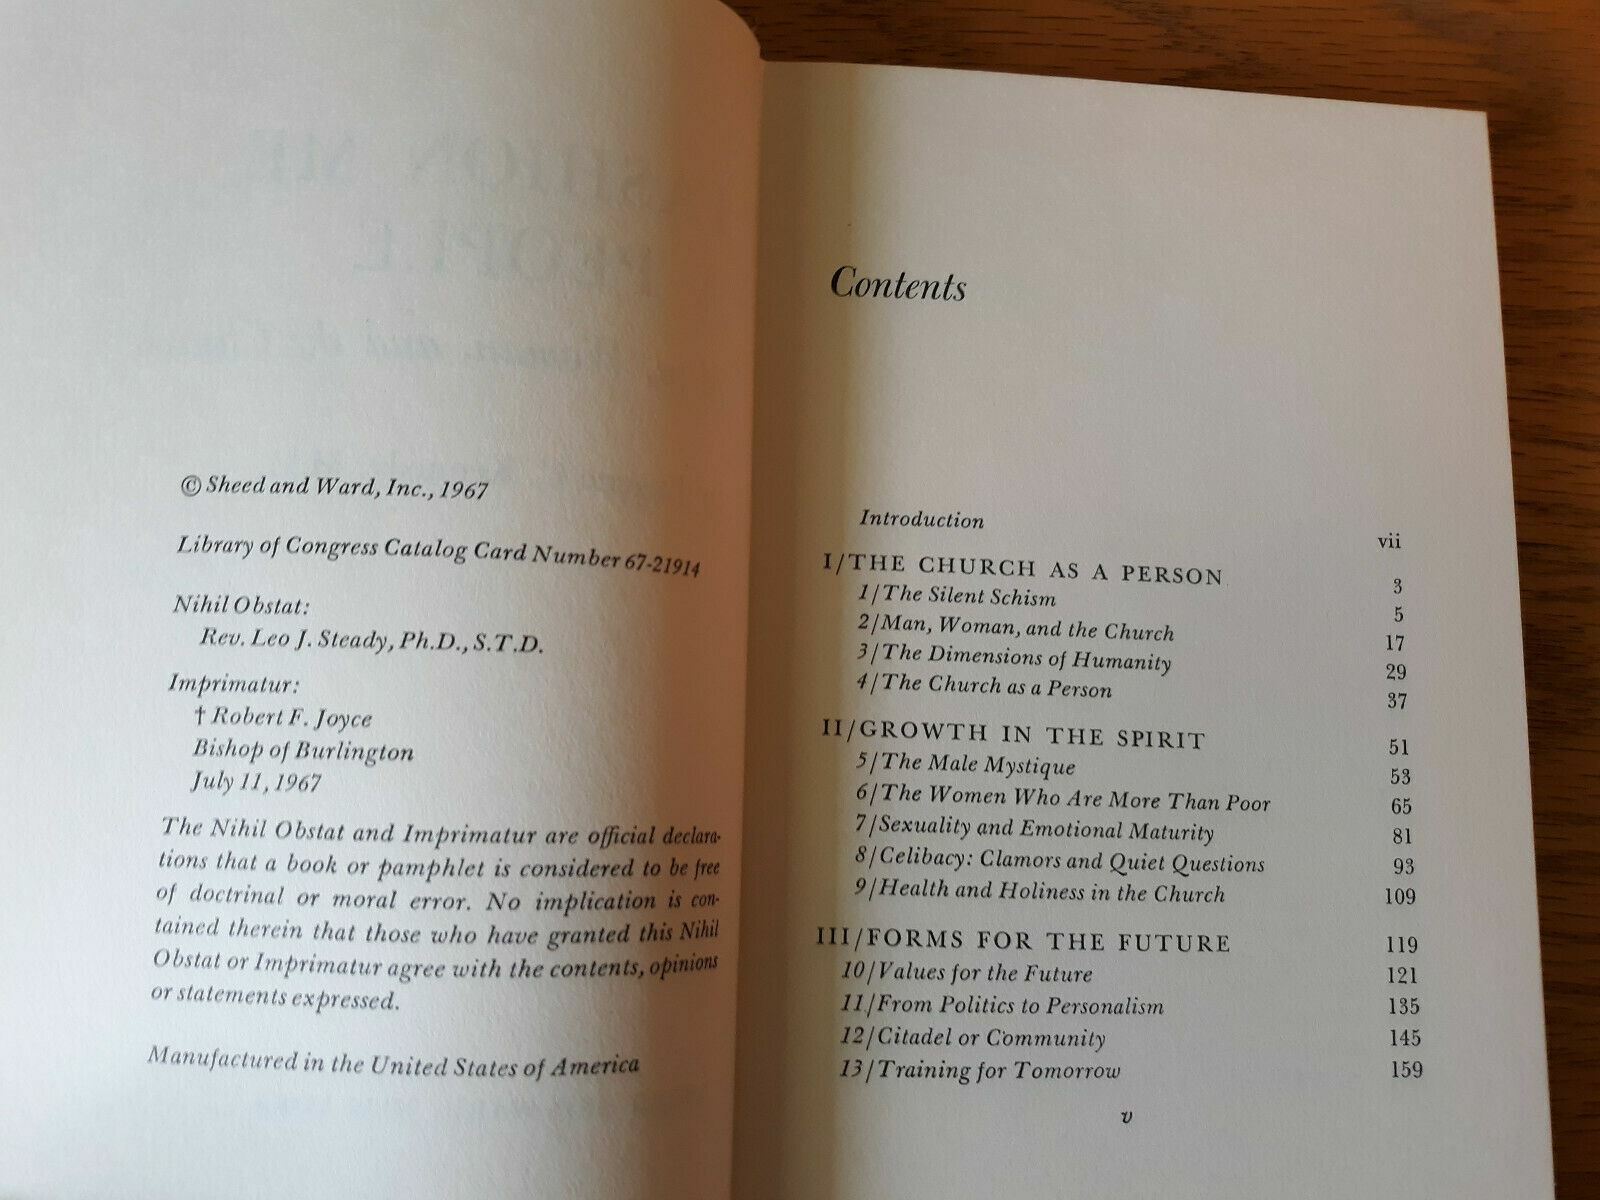 © Sheed and Ward, Inc., 1967
Library of Congress Catalog Card Number 67-21914
Nihil Obstat:
Rev. Leo J. Steady, Ph.D., S.T.D.
Imprimatur:
† Robert F. Joyce
Bishop of Burlington
July 11, 1967
The Nihil Obstat and Imprimatur are official declara-
tions that a book or pamphlet is considered to be free
of doctrinal or moral error. No implication is con-
tained therein that those who have granted this Nihil
Obstat or Imprimatur agree with the contents, opinions
or statements expressed.
Manufactured in the United States of America
Contents
Introduction vii
I/THE CHURCH AS A PERSON 3
1/The Silent Schism 5
2/Man, Woman, and the Church 17
3/The Dimensions of Humanity 29
4/The Church as a Person 37
II/GROWTH IN THE SPIRIT 51
5/The Male Mystique 53
6/The Women Who Are More Than Poor 65
7/Sexuality and Emotional Maturity 81
8/Celibacy: Clamors and Quiet Questions 93
9/Health and Holiness in the Church 109
III/FORMS FOR THE FUTURE 119
10/Values for the Future 121
11/From Politics to Personalism 135
12/Citadel or Community 145
13/Training for Tomorrow 159
v